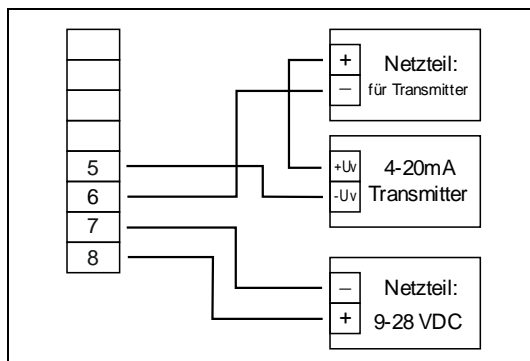 5
6
7
8
+
−
Netzteil:
für Transmitter
+Uv
-Uv
4-20mA
Transmitter
−
+
Netzteil:
9-28 VDC